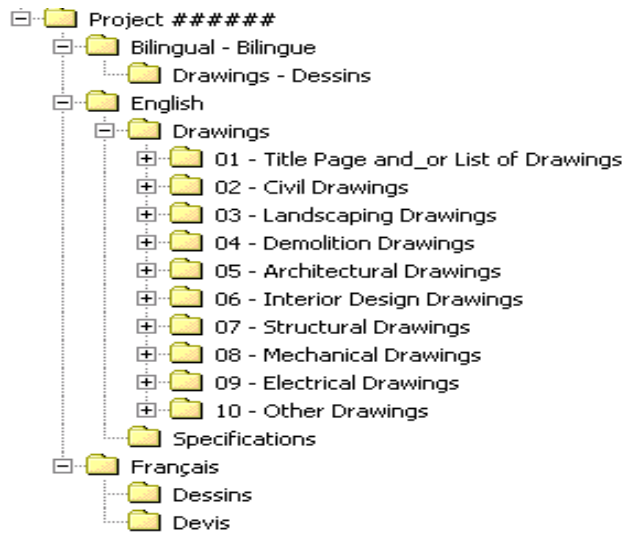 Project ######
Bilingual - Bilingue
Drawings - Dessins
English
Drawings
01 - Title Page and_or List of Drawings
02 - Civil Drawings
03 - Landscaping Drawings
04 - Demolition Drawings
05 - Architectural Drawings
06 - Interior Design Drawings
07 - Structural Drawings
08 - Mechanical Drawings
09 - Electrical Drawings
10 - Other Drawings
Specifications
Français
Dessins
Devis